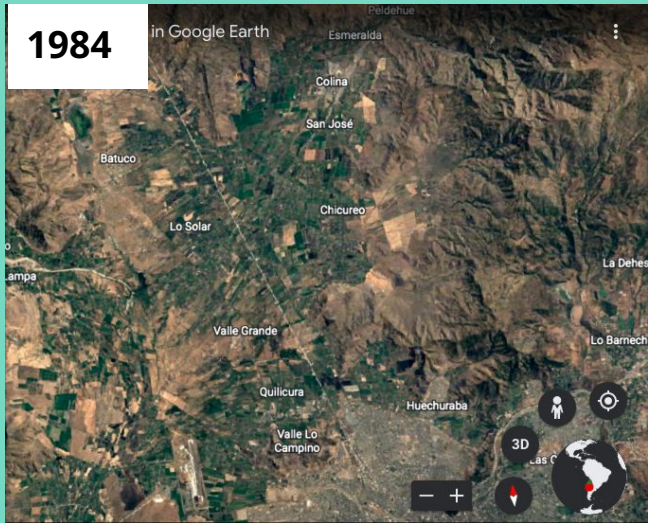 1984
in Google Earth
Peldehue
Esmeralda
Colina
San José
Batuco
Chicureo
Lo Solar
Lampa
La Dehes
Valle Grande
Lo Barnech
Quilicura
Huechuraba
Valle Lo
Campino
3D